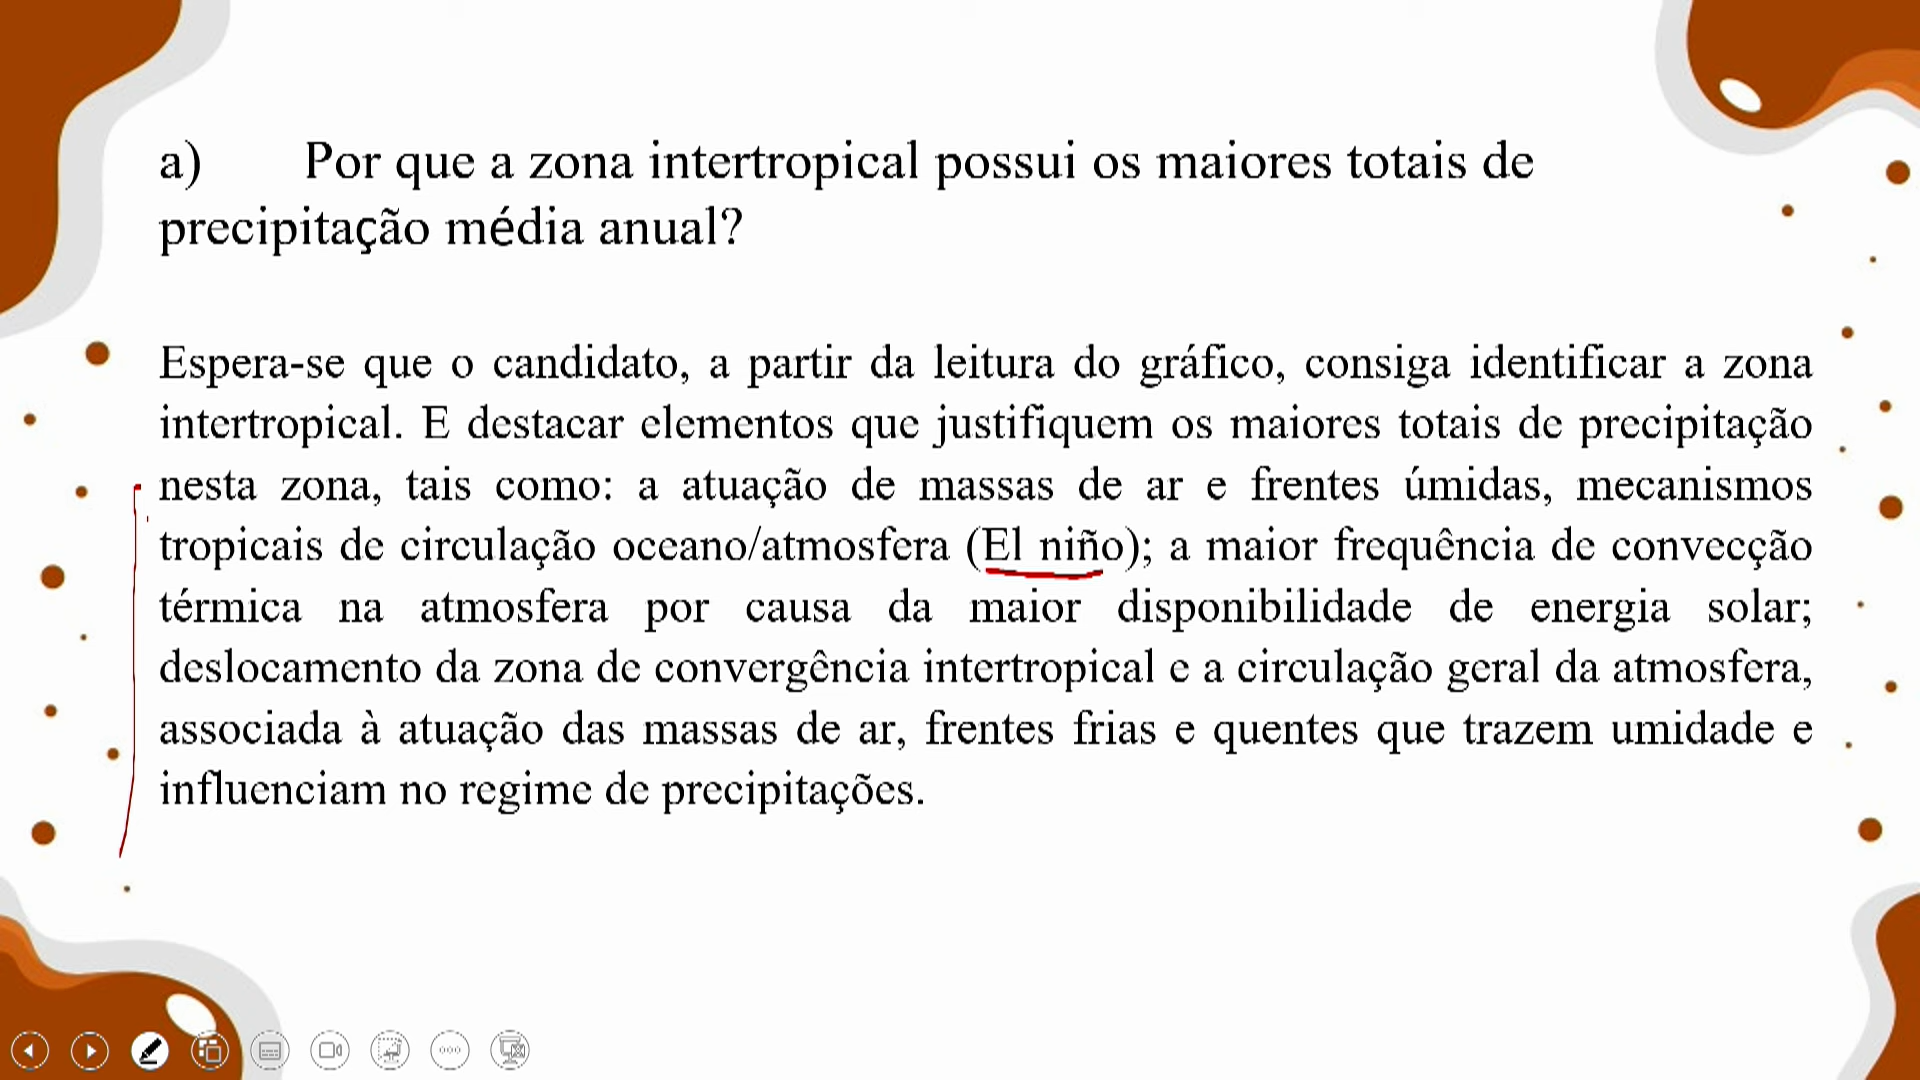 a) Por que a zona intertropical possui os maiores totais de
precipitação média anual?
Espera-se que o candidato, a partir da leitura do gráfico, consiga identificar a zona
intertropical. E destacar elementos que justifiquem os maiores totais de precipitação
nesta zona, tais como: a atuação de massas de ar e frentes úmidas, mecanismos
tropicais de circulação oceano/atmosfera (El niño); a maior frequência de convecção
térmica na atmosfera por causa da maior disponibilidade de energia solar;
deslocamento da zona de convergência intertropical e a circulação geral da atmosfera,
associada à atuação das massas de ar, frentes frias e quentes que trazem umidade e
influenciam no regime de precipitações.